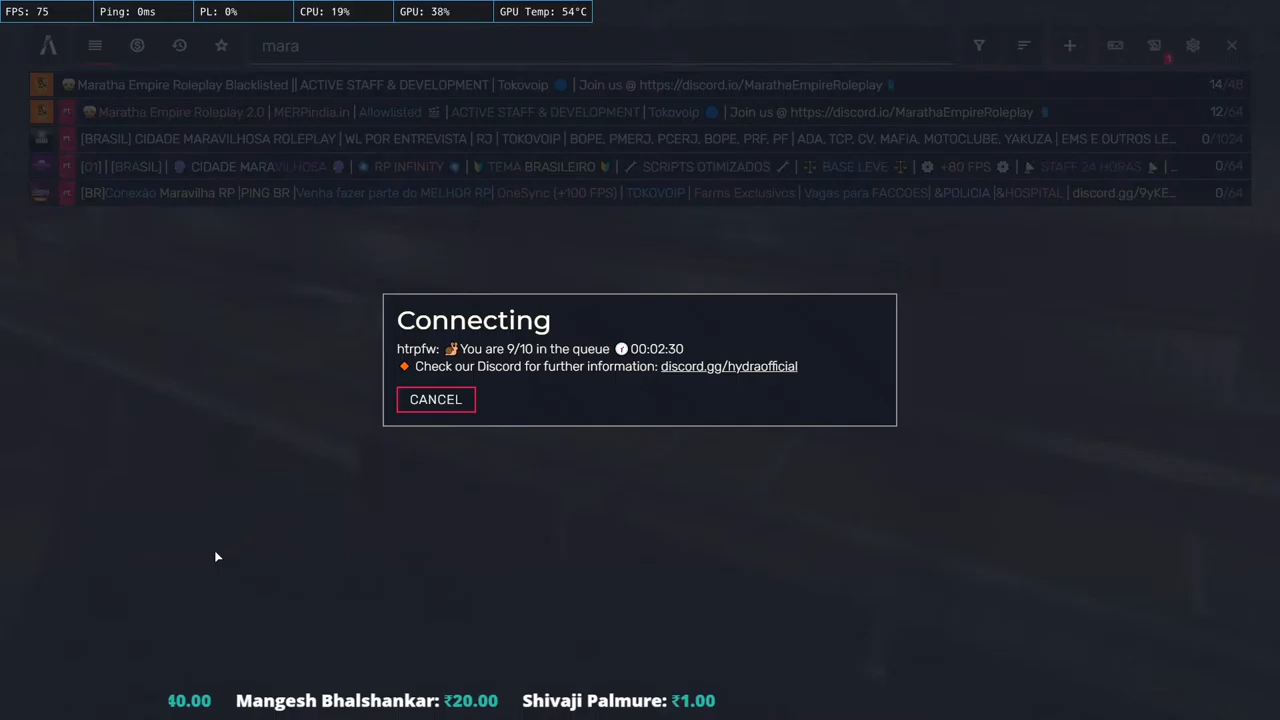 FPS: 75 Ping: 0ms PL: 0% CPU: 19% GPU: 38% GPU Temp: 54°C
mara
1
Maratha Empire Roleplay Blacklisted || ACTIVE STAFF & DEVELOPMENT | Tokovoip | Join us @ https://discord.io/MarathaEmpireRoleplay 14/48
Maratha Empire Roleplay 2.0 | MERPindia.in | Allowlisted | ACTIVE STAFF & DEVELOPMENT | Tokovoip | Join us @ https://discord.io/MarathaEmpireRoleplay 12/64
[BRASIL] CIDADE MARAVILHOSA ROLEPLAY | WL POR ENTREVISTA | RJ | TOKOVOIP | BOPE, PMERJ, PCERJ, BOPE, PRF, PF | ADA, TCP, CV, MAFIA, MOTOCLUBE, YAKUZA | EMS E OUTROS LE... 0/1024
[01] | [BRASIL] CIDADE MARAVILHOSA | RP INFINITY | TEMA BRASILEIRO | SCRIPTS OTIMIZADOS | BASE LEVE | +80 FPS | STAFF 24 HORAS | 0/64
[BR]Conexão Maravilha RP |PING BR |Venha fazer parte do MELHOR RP| OneSync (+100 FPS) | TOKOVOIP | Farms Exclusivos | Vagas para FACCOES| &POLICIA |&HOSPITAL | discord.gg/9yKE... 0/64
Connecting
htrpfw: You are 9/10 in the queue 00:02:30
Check our Discord for further information: discord.gg/hydraofficial
CANCEL
40.00 Mangesh Bhalshankar: ₹20.00 Shivaji Palmure: ₹1.00